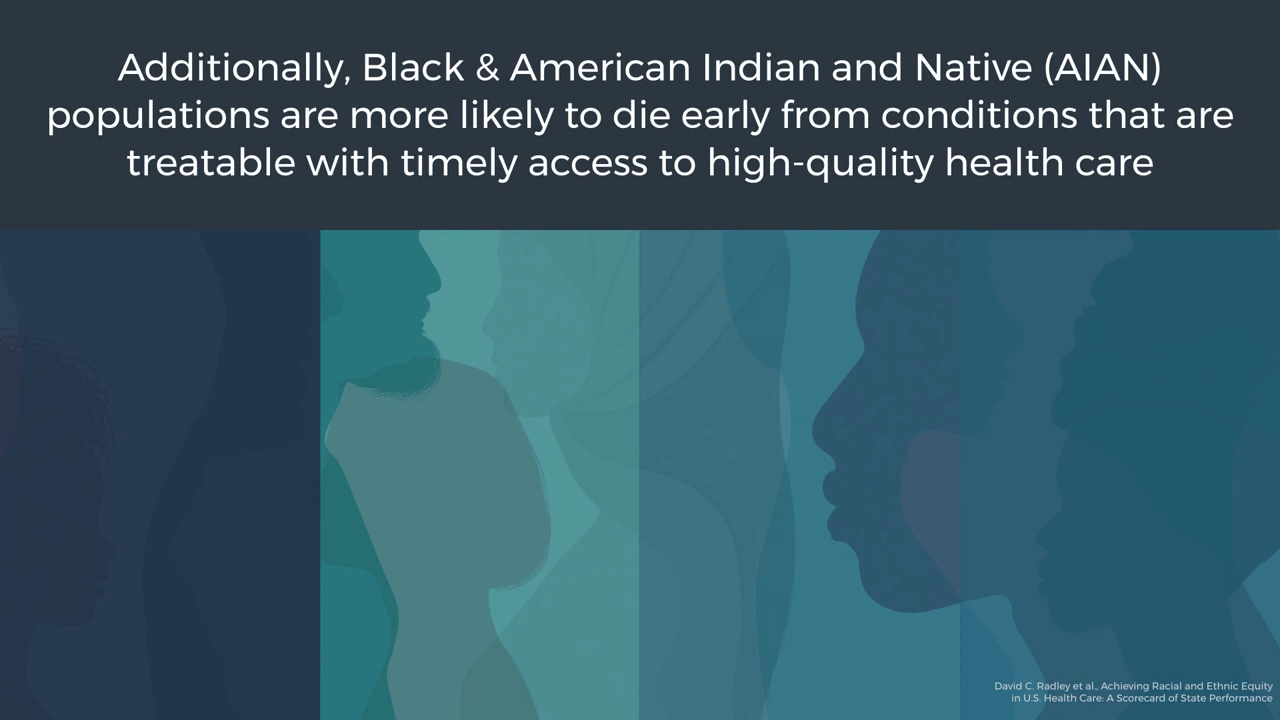 Additionally, Black & American Indian and Native (AIAN)
populations are more likely to die early from conditions that are
treatable with timely access to high-quality health care
David C. Radley et al., Achieving Racial and Ethnic Equity
in U.S. Health Care: A Scorecard of State Performance